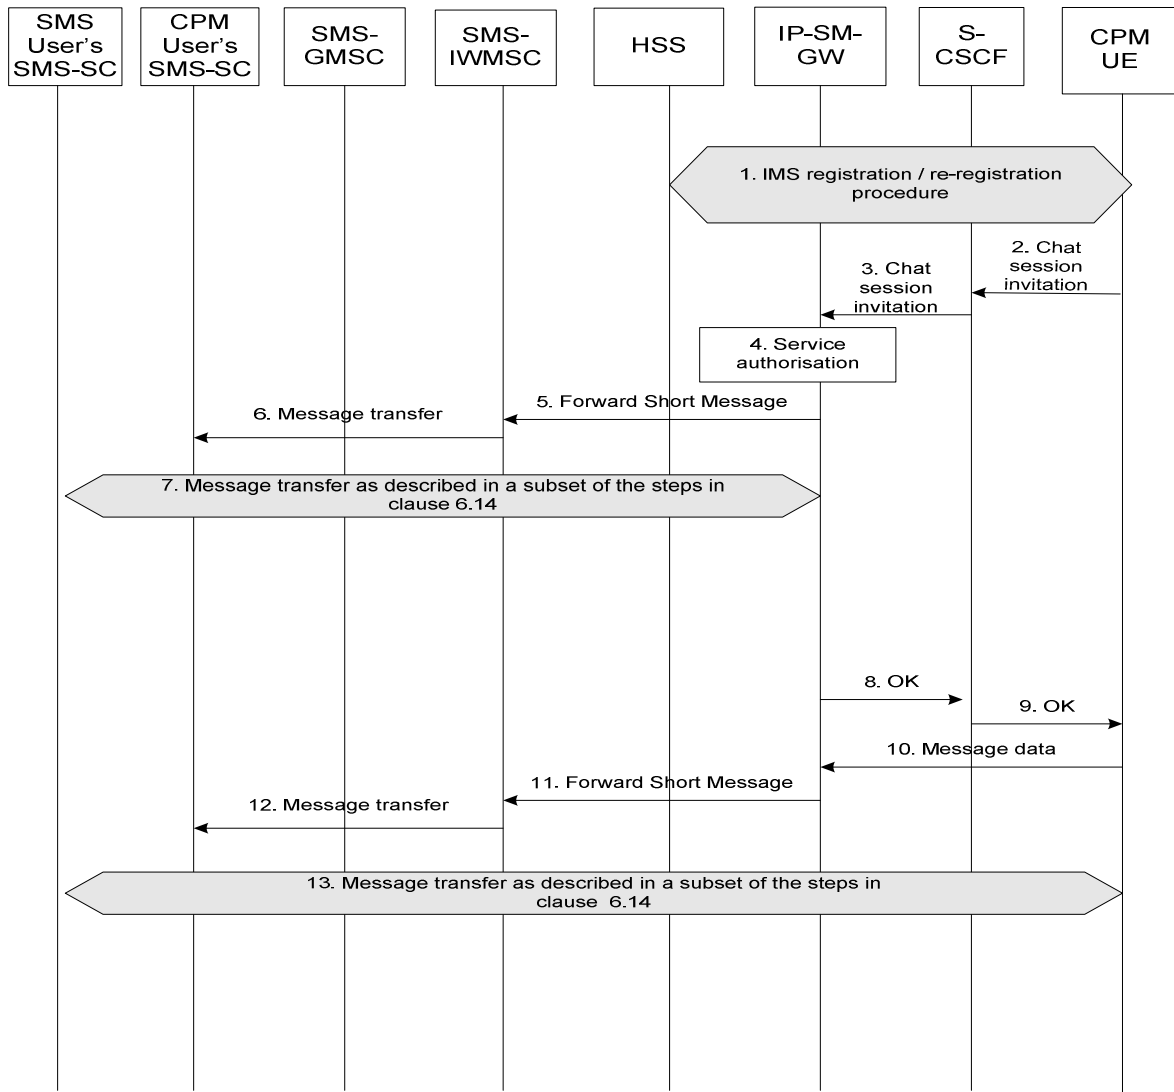 SMS
User's
SMS-SC
CPM
User's
SMS-SC
SMS-
GMSC
SMS-
IWMSC
HSS
IP-SM-
GW
S-
CSCF
CPM
UE
1. IMS registration / re-registration
procedure
2. Chat
session
invitation
3. Chat
session
invitation
4. Service
authorisation
5. Forward Short Message
6. Message transfer
7. Message transfer as described in a subset of the steps in
clause 6.14
8. OK
9. OK
10. Message data
11. Forward Short Message
12. Message transfer
13. Message transfer as described in a subset of the steps in
clause 6.14